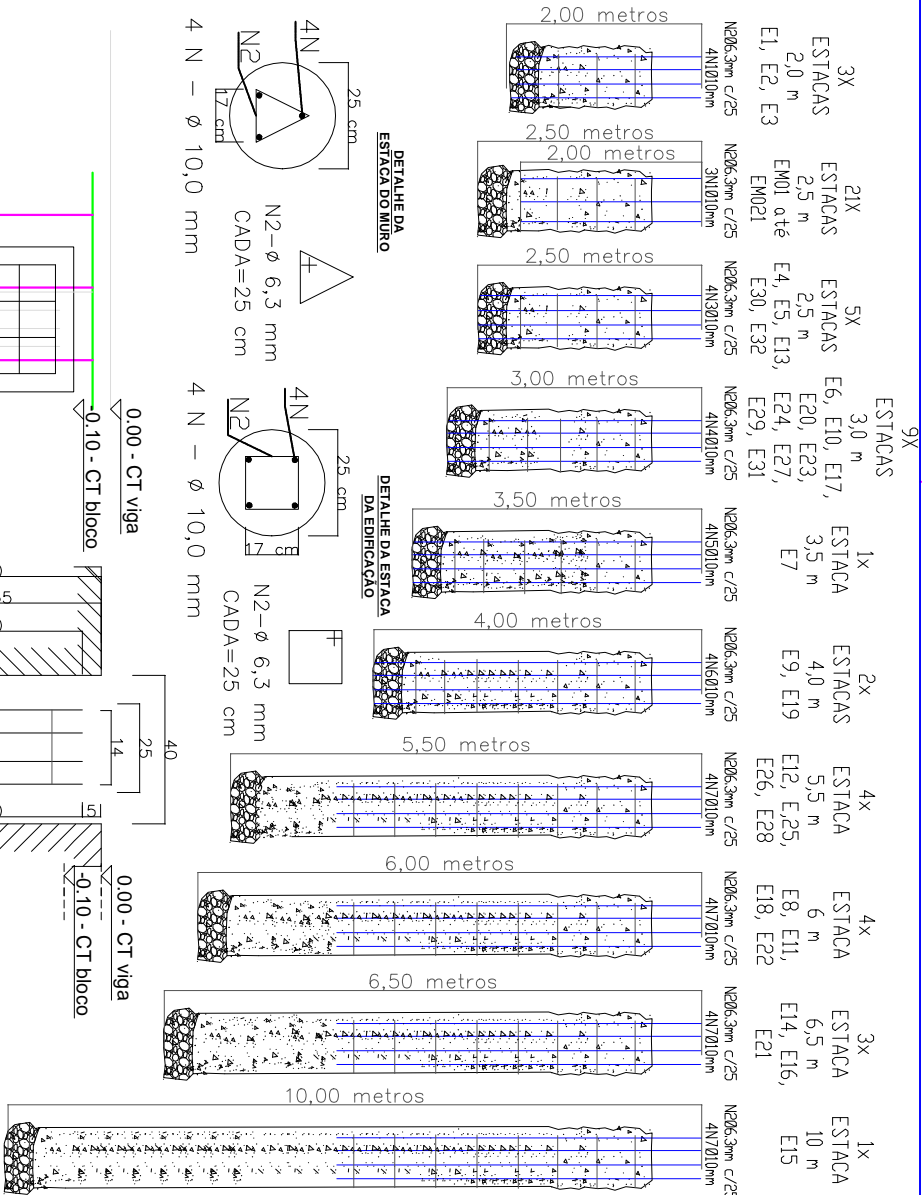 3X
ESTACAS
2,0 m
E1, E2, E3
N2Ø6.3mm c/25
4N1Ø10mm
2,00 metros
21X
ESTACAS
2,5 m
EM01 até
EM021
N2Ø6.3mm c/25
3N1Ø10mm
2,00 metros
2,50 metros
5X
ESTACAS
2,5 m
E4, E5, E13,
E30, E32
N2Ø6.3mm c/25
4N3Ø10mm
2,50 metros
9X
ESTACAS
3,0 m
E6, E10, E17,
E20, E23,
E24, E27,
E29, E31
N2Ø6.3mm c/25
4N4Ø10mm
3,00 metros
1x
ESTACA
3,5 m
E7
N2Ø6.3mm c/25
4N5Ø10mm
3,50 metros
2x
ESTACAS
4,0 m
E9, E19
N2Ø6.3mm c/25
4N6Ø10mm
4,00 metros
4x
ESTACA
5,5 m
E12, E,25,
E26, E28
N2Ø6.3mm c/25
4N7Ø10mm
5,50 metros
4x
ESTACA
6 m
E8, E11,
E18, E22
N2Ø6.3mm c/25
4N7Ø10mm
6,00 metros
3x
ESTACA
6,5 m
E14, E16,
E21
N2Ø6.3mm c/25
4N7Ø10mm
6,50 metros
1x
ESTACA
10 m
E15
N2Ø6.3mm c/25
4N7Ø10mm
10,00 metros
DETALHE DA
ESTACA DO MURO
25 cm
4N
N2
17 cm
N2-ø 6,3 mm
CADA=25 cm
4 N - ø 10,0 mm
DETALHE DA ESTACA
DA EDIFICAÇÃO
25 cm
4N
N2
17 cm
N2-ø 6,3 mm
CADA=25 cm
4 N - ø 10,0 mm
0.00 - CT viga
-0.10 - CT bloco
40
25
14
15
0.00 - CT viga
-0.10 - CT bloco